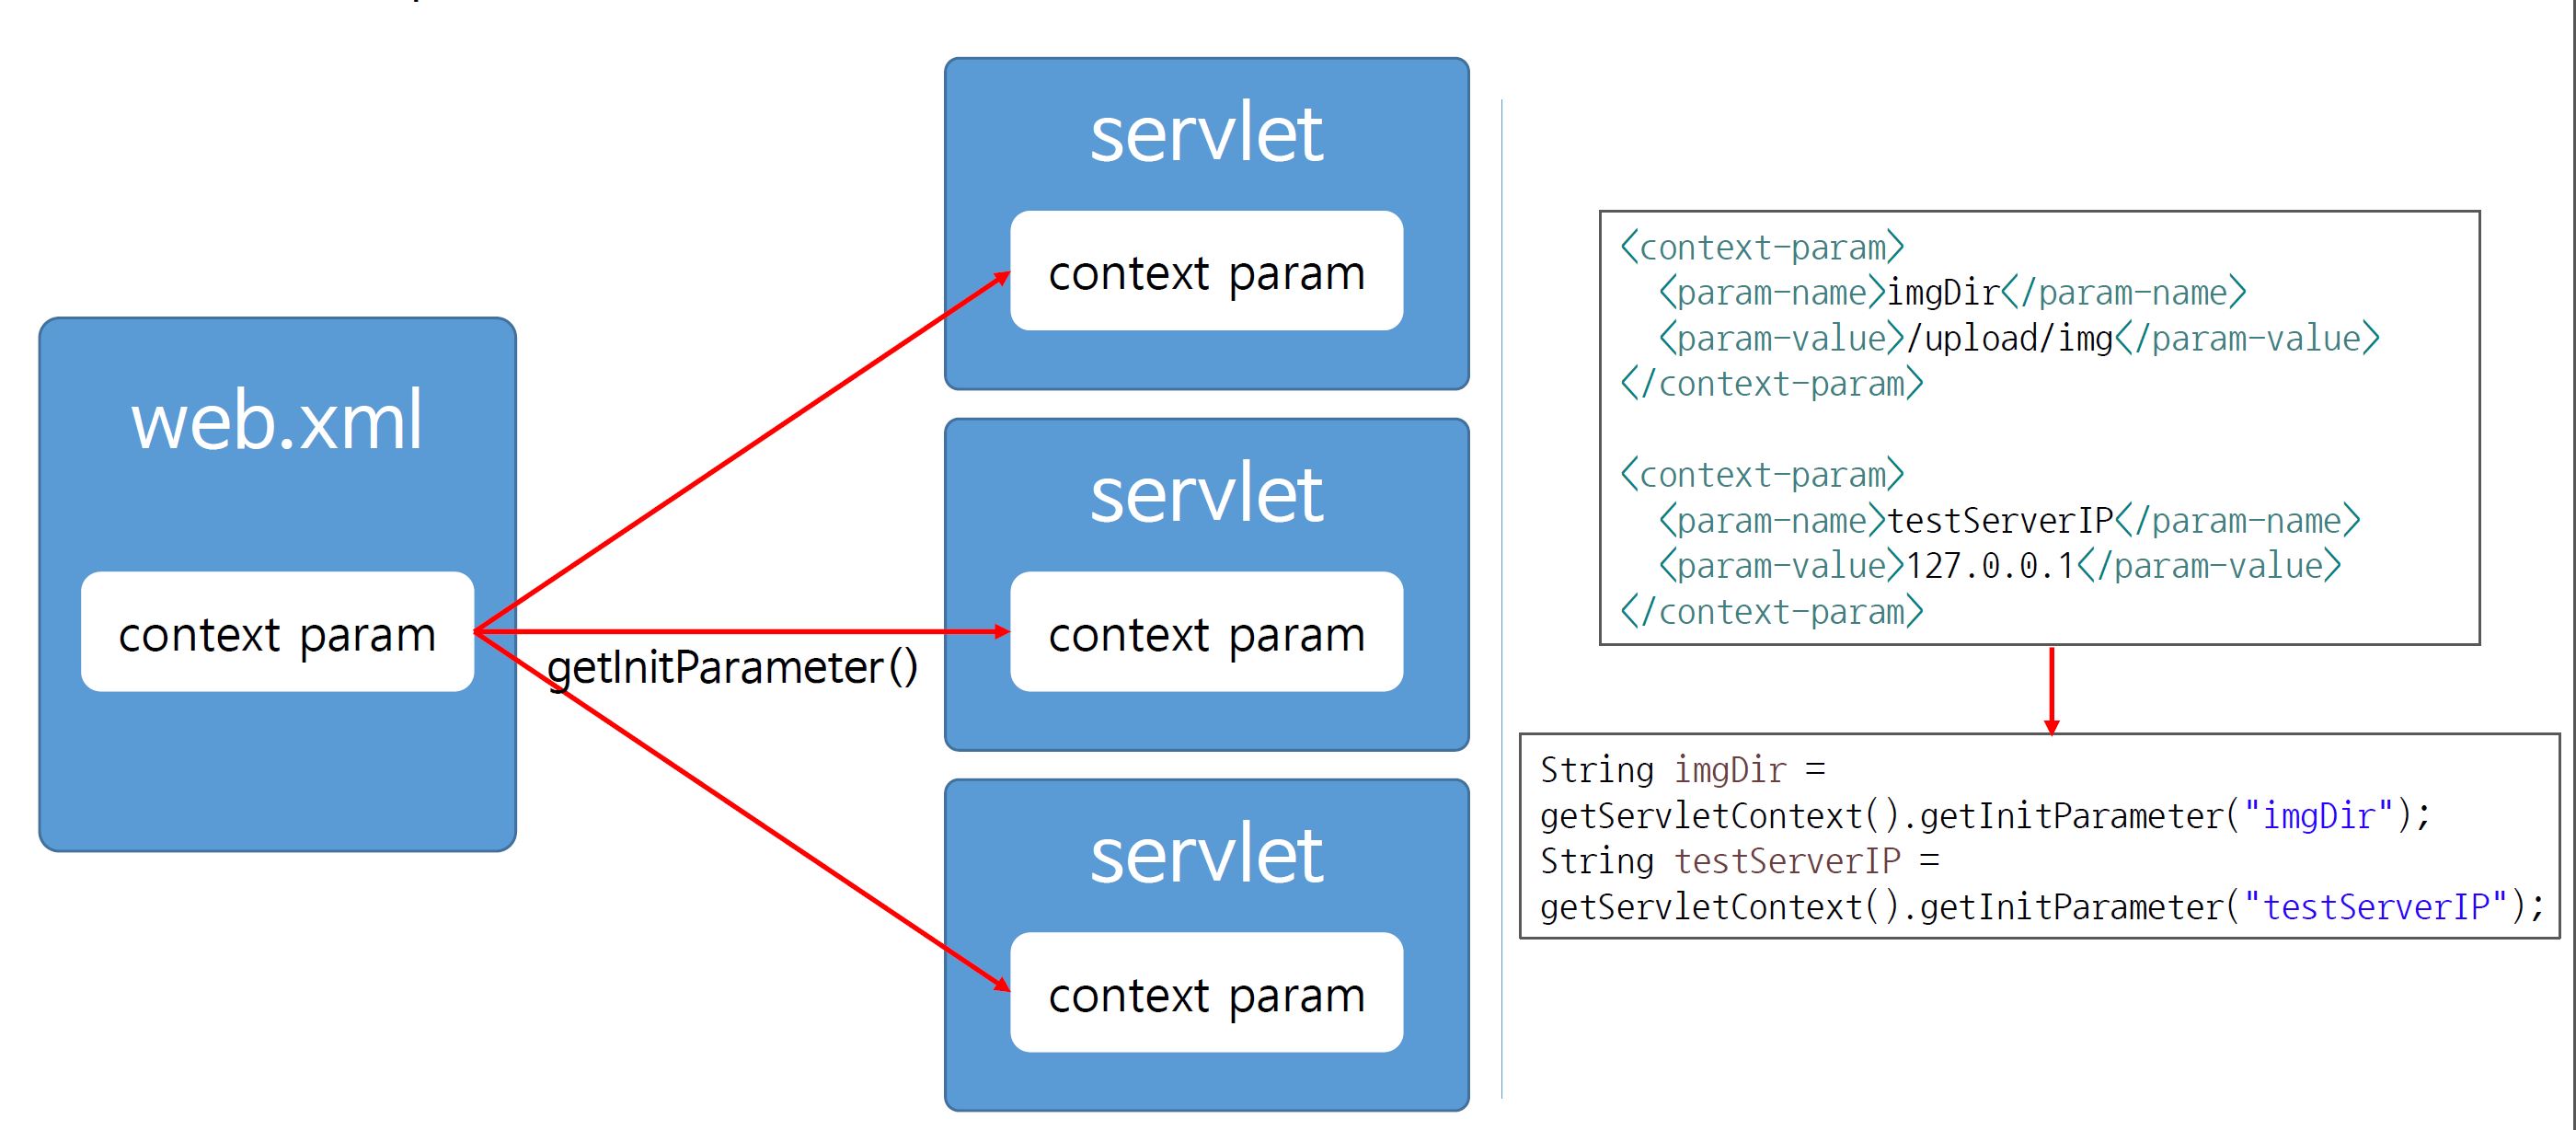 web.xml
context param
getInitParameter()
servlet
context param
servlet
context param
servlet
context param
<context-param>
<param-name>imgDir</param-name>
<param-value>/upload/img</param-value>
</context-param>
<context-param>
<param-name>testServerIP</param-name>
<param-value>127.0.0.1</param-value>
</context-param>
String imgDir =
getServletContext().getInitParameter("imgDir");
String testServerIP =
getServletContext().getInitParameter("testServerIP");